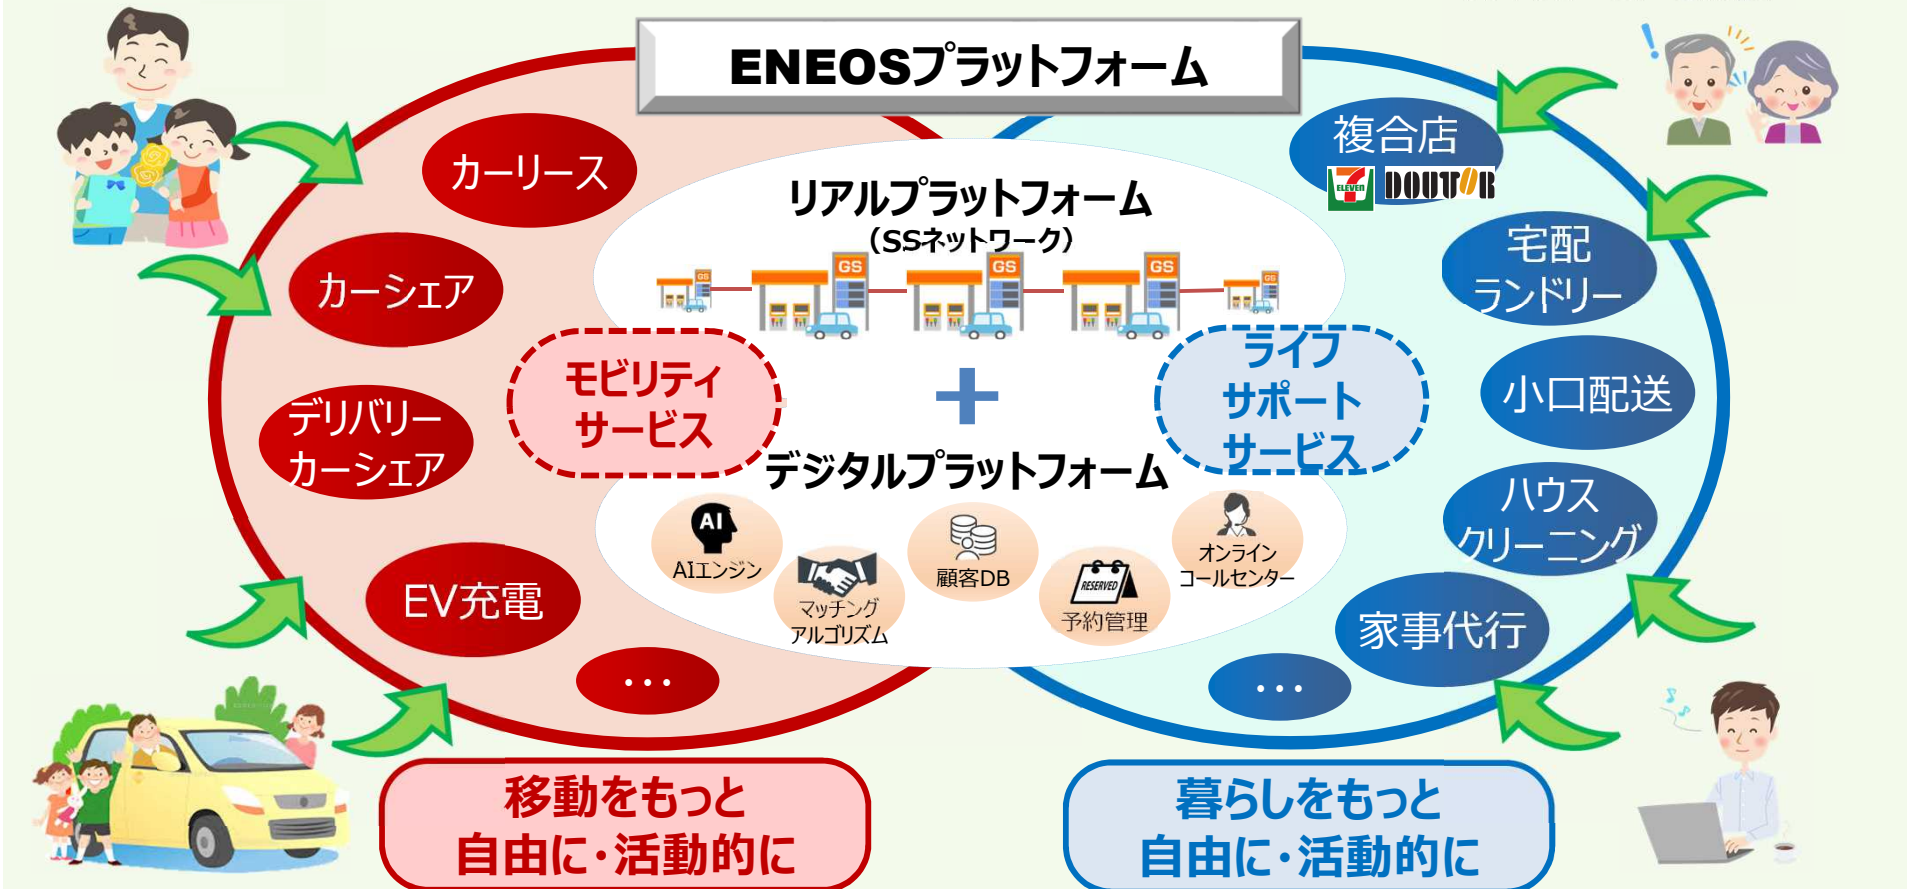 ENEOSプラットフォーム
カーリース
カーシェア
デリバリー
カーシェア
EV充電
・・・
モビリティ
サービス
リアルプラットフォーム
（SSネットワーク）
GS
GS
GS
GS
GS
+
デジタルプラットフォーム
AI
AIエンジン
マッチング
アルゴリズム
顧客DB
RESERVED
予約管理
オンライン
コールセンター
ライフ
サポート
サービス
複合店
7
ELEVEN
DOUTOR
宅配
ランドリー
小口配送
ハウス
クリーニング
家事代行
・・・
移動をもっと
自由に・活動的に
暮らしをもっと
自由に・活動的に